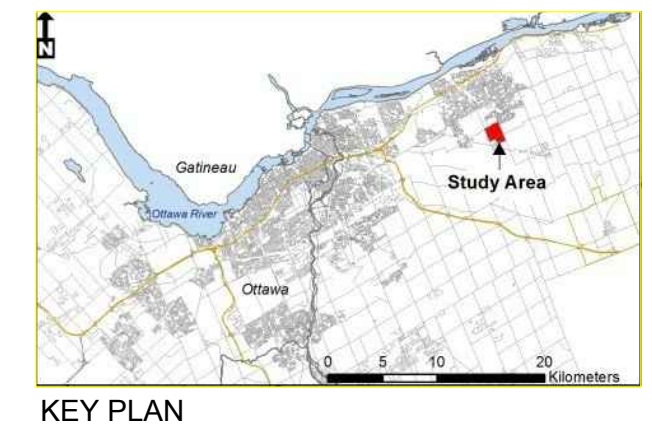 N
Gatineau
Study Area
Ottawa River
Ottawa
0 5 10 20
Kilometers
KEY PLAN